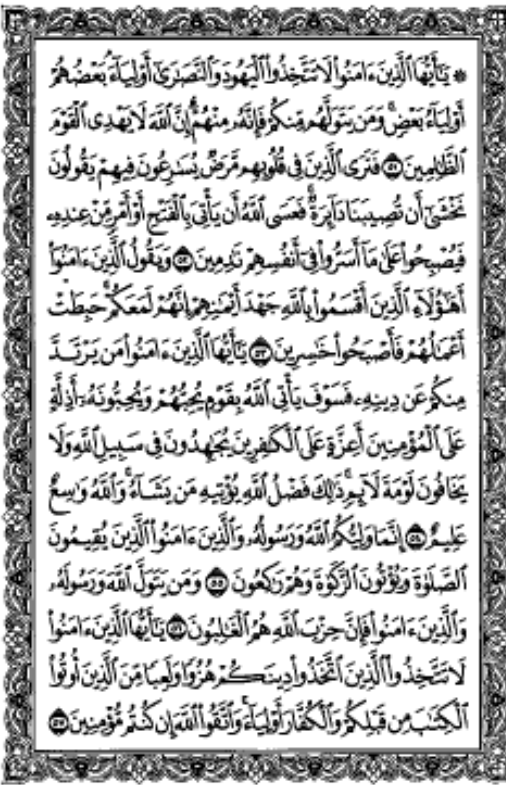 ۞ يَٰٓأَيُّهَا ٱلَّذِينَ ءَامَنُوا۟ لَا تَتَّخِذُوا۟ ٱلْيَهُودَ وَٱلنَّصَٰرَىٰٓ أَوْلِيَآءَ ۘ بَعْضُهُمْ
أَوْلِيَآءُ بَعْضٍ ۚ وَمَن يَتَوَلَّهُم مِّنكُمْ فَإِنَّهُۥ مِنْهُمْ ۗ إِنَّ ٱللَّهَ لَا يَهْدِى ٱلْقَوْمَ
ٱلظَّٰلِمِينَ ٥١ فَتَرَى ٱلَّذِينَ فِى قُلُوبِهِم مَّرَضٌ يُسَٰرِعُونَ فِيهِمْ يَقُولُونَ
نَخْشَىٰٓ أَن تُصِيبَنَا دَآئِرَةٌ ۚ فَعَسَى ٱللَّهُ أَن يَأْتِىَ بِٱلْفَتْحِ أَوْ أَمْرٍ مِّنْ عِندِهِۦ
فَيُصْبِحُوا۟ عَلَىٰ مَآ أَسَرُّوا۟ فِىٓ أَنفُسِهِمْ نَٰدِمِينَ ٥٢ وَيَقُولُ ٱلَّذِينَ ءَامَنُوٓا۟
أَهَٰٓؤُلَآءِ ٱلَّذِينَ أَقْسَمُوا۟ بِٱللَّهِ جَهْدَ أَيْمَٰنِهِمْ ۙ إِنَّهُمْ لَمَعَكُمْ ۚ حَبِطَتْ
أَعْمَٰلُهُمْ فَأَصْبَحُوا۟ خَٰسِرِينَ ٥٣ يَٰٓأَيُّهَا ٱلَّذِينَ ءَامَنُوا۟ مَن يَرْتَدَّ
مِنكُمْ عَن دِينِهِۦ فَسَوْفَ يَأْتِى ٱللَّهُ بِقَوْمٍ يُحِبُّهُمْ وَيُحِبُّونَهُۥٓ أَذِلَّةٍ
عَلَى ٱلْمُؤْمِنِينَ أَعِزَّةٍ عَلَى ٱلْكَٰفِرِينَ يُجَٰهِدُونَ فِى سَبِيلِ ٱللَّهِ وَلَا
يَخَافُونَ لَوْمَةَ لَآئِمٍ ۚ ذَٰلِكَ فَضْلُ ٱللَّهِ يُؤْتِيهِ مَن يَشَآءُ ۚ وَٱللَّهُ وَٰسِعٌ
عَلِيمٌ ٥٤ إِنَّمَا وَلِيُّكُمُ ٱللَّهُ وَرَسُولُهُۥ وَٱلَّذِينَ ءَامَنُوا۟ ٱلَّذِينَ يُقِيمُونَ
ٱلصَّلَوٰةَ وَيُؤْتُونَ ٱلزَّكَوٰةَ وَهُمْ رَٰكِعُونَ ٥٥ وَمَن يَتَوَلَّ ٱللَّهَ وَرَسُولَهُۥ
وَٱلَّذِينَ ءَامَنُوا۟ فَإِنَّ حِزْبَ ٱللَّهِ هُمُ ٱلْغَٰلِبُونَ ٥٦ يَٰٓأَيُّهَا ٱلَّذِينَ ءَامَنُوا۟
لَا تَتَّخِذُوا۟ ٱلَّذِينَ ٱتَّخَذُوا۟ دِينَكُمْ هُزُوًا وَلَعِبًا مِّنَ ٱلَّذِينَ أُوتُوا۟
ٱلْكِتَٰبَ مِن قَبْلِكُمْ وَٱلْكُفَّارَ أَوْلِيَآءَ ۚ وَٱتَّقُوا۟ ٱللَّهَ إِن كُنتُم مُّؤْمِنِينَ ٥٧